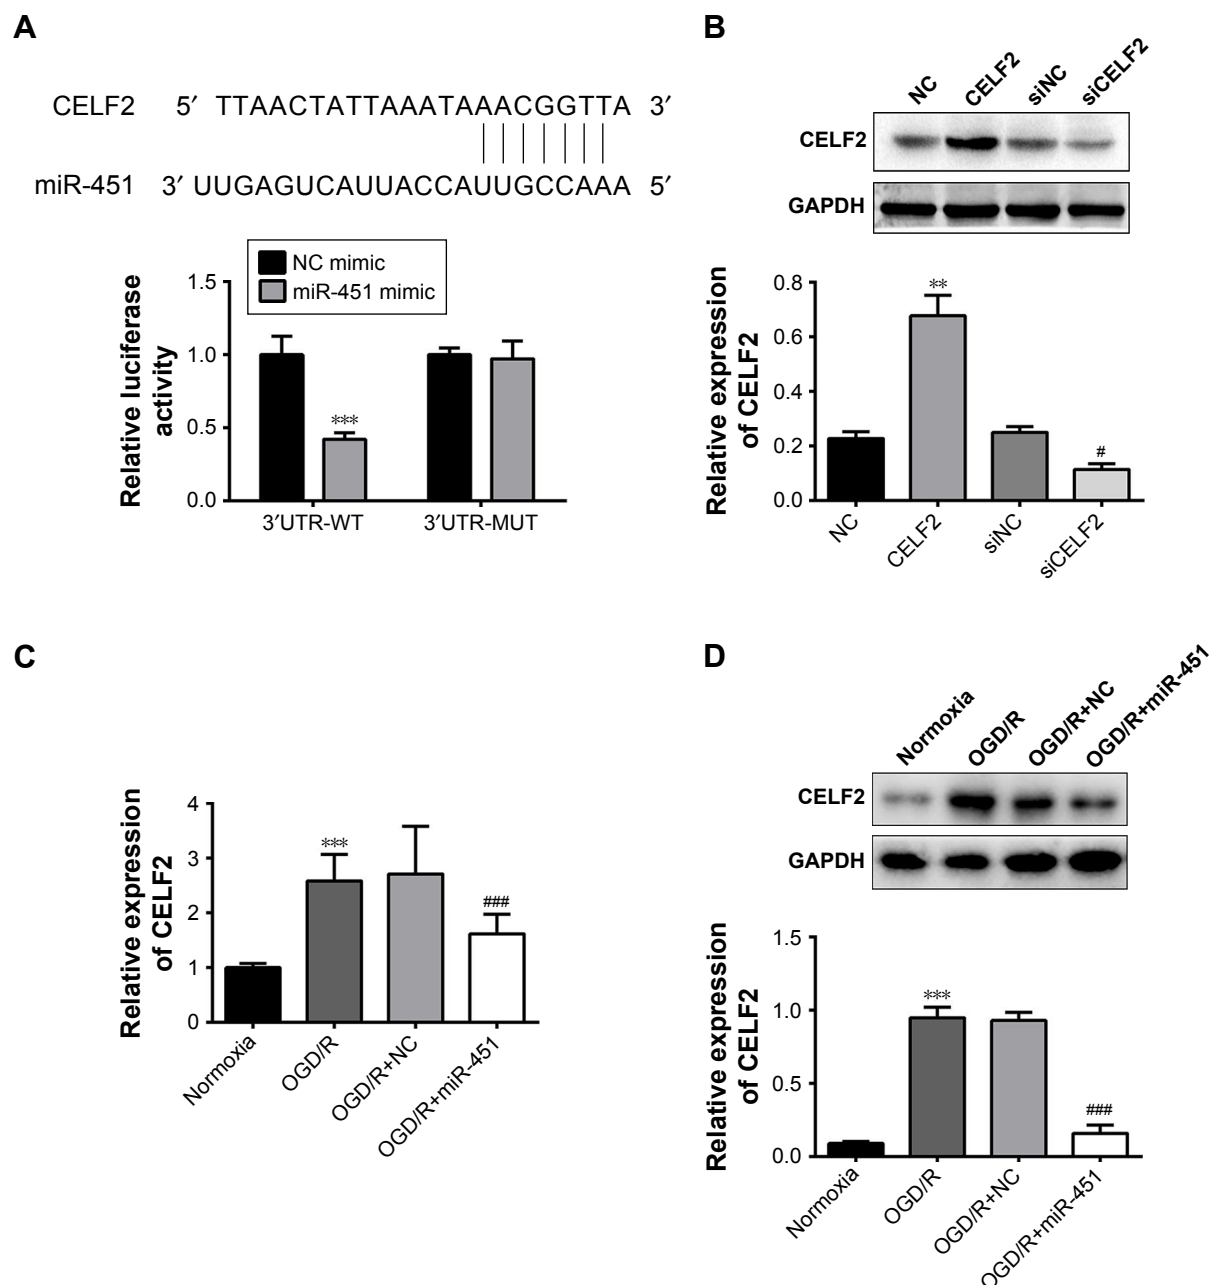 A
CELF2 5′ TTAACTATTAAATAAACGGTTA 3′
miR-451 3′ UUGAGUCAUUACCAUUGCCAAA 5′
NC mimic
miR-451 mimic
Relative luciferase
activity
1.5
1.0
0.5
0.0
***
3′UTR-WT 3′UTR-MUT
B
NC CELF2 siNC siCELF2
CELF2
GAPDH
Relative expression
of CELF2
0.8
0.6
0.4
0.2
0.0
**
#
NC CELF2 siNC siCELF2
C
Relative expression
of CELF2
4
3
2
1
0
***
###
Normoxia OGD/R OGD/R+NC OGD/R+miR-451
D
Normoxia OGD/R OGD/R+NC OGD/R+miR-451
CELF2
GAPDH
Relative expression
of CELF2
1.5
1.0
0.5
0.0
***
###
Normoxia OGD/R OGD/R+NC OGD/R+miR-451